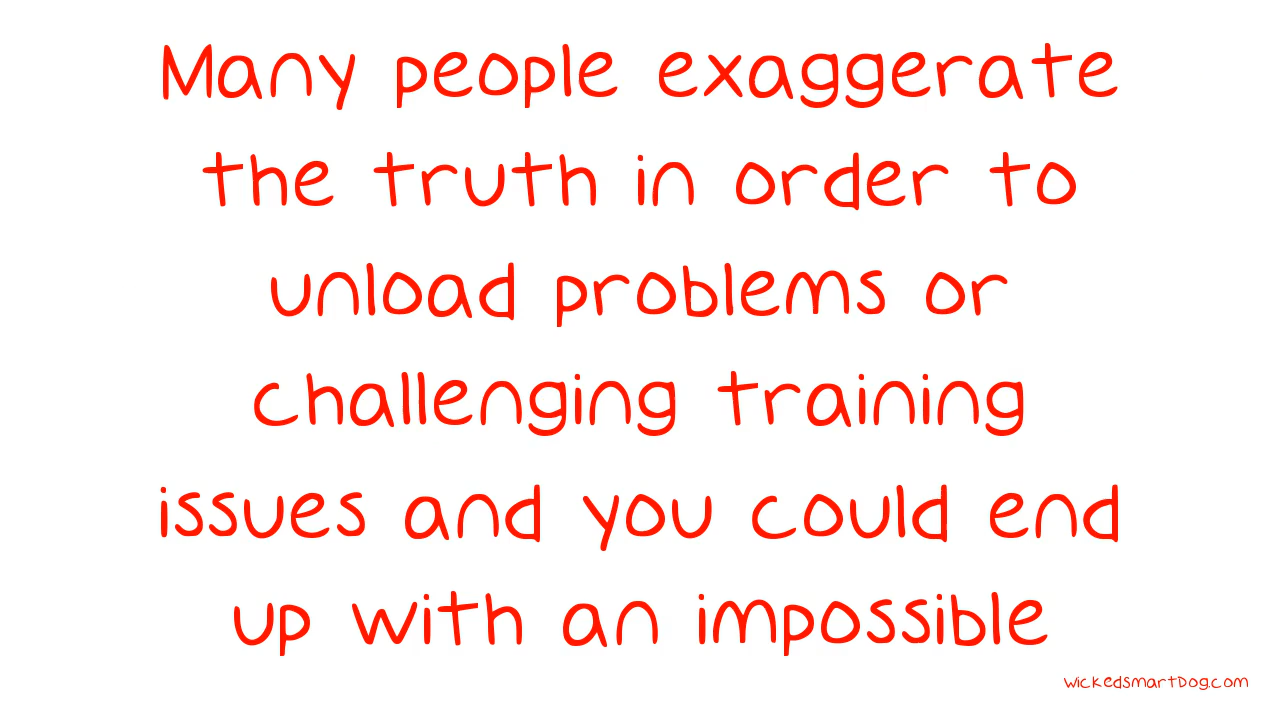 Many people exaggerate
the truth in order to
unload problems or
challenging training
issues and you could end
up with an impossible
wickedsmartDog.com